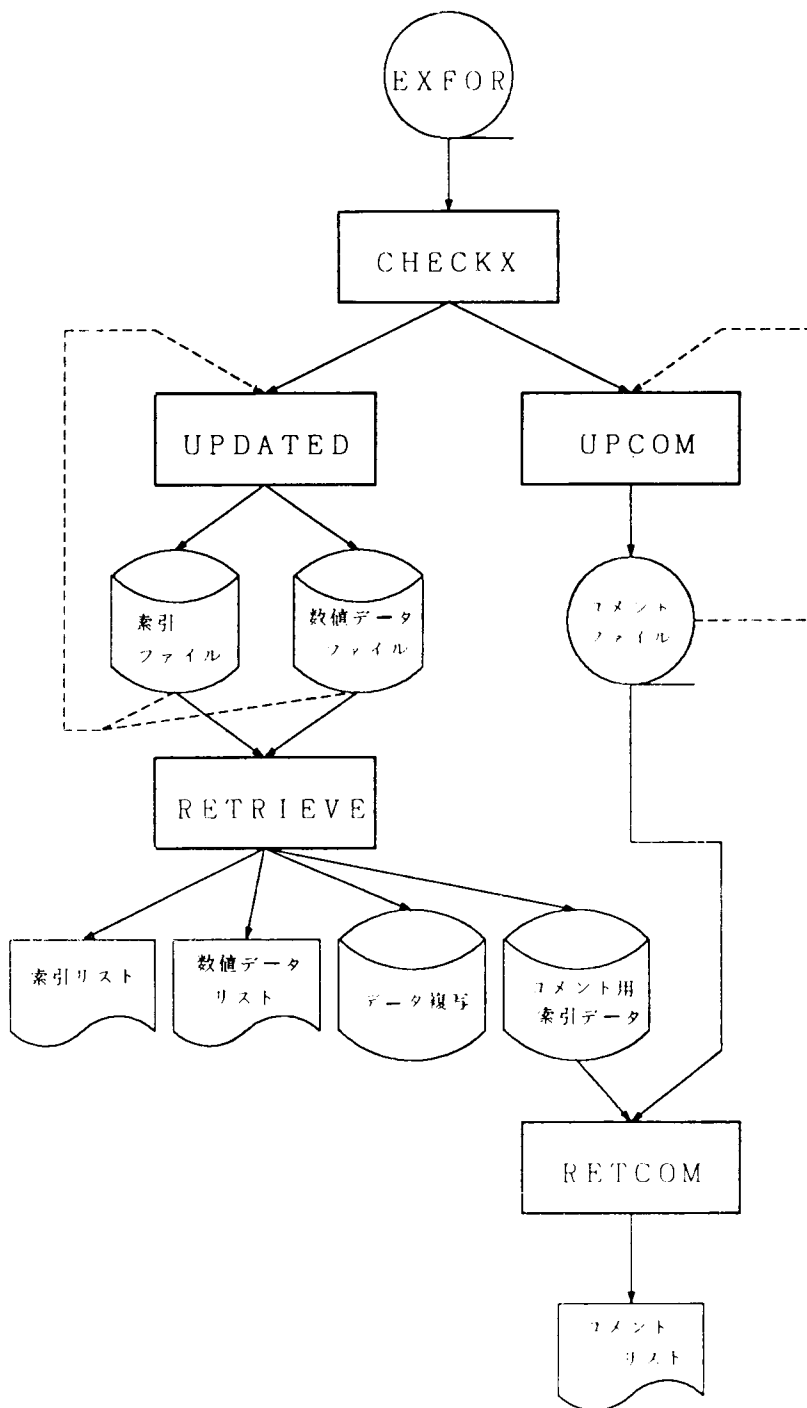 EXFOR
CHECKX
UPDATED
UPCOM
索引
ファイル
数値データ
ファイル
コメント
ファイル
RETRIEVE
索引リスト
数値データ
リスト
データ複写
コメント用
索引データ
RETCOM
コメント
リスト